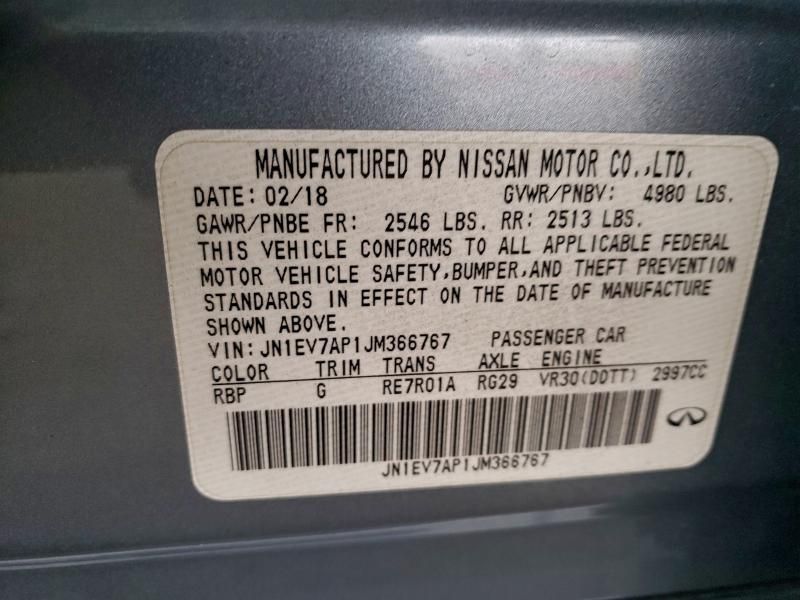 MANUFACTURED BY NISSAN MOTOR CO.,LTD.
DATE: 02/18 GVWR/PNBV: 4980 LBS.
GAWR/PNBE FR: 2546 LBS. RR: 2513 LBS.
THIS VEHICLE CONFORMS TO ALL APPLICABLE FEDERAL
MOTOR VEHICLE SAFETY,BUMPER,AND THEFT PREVENTION
STANDARDS IN EFFECT ON THE DATE OF MANUFACTURE
SHOWN ABOVE.
VIN: JN1EV7AP1JM366767 PASSENGER CAR
COLOR TRIM TRANS AXLE ENGINE
RBP G RE7R01A RG29 VR30(DDTT) 2997CC
JN1EV7AP1JM366767